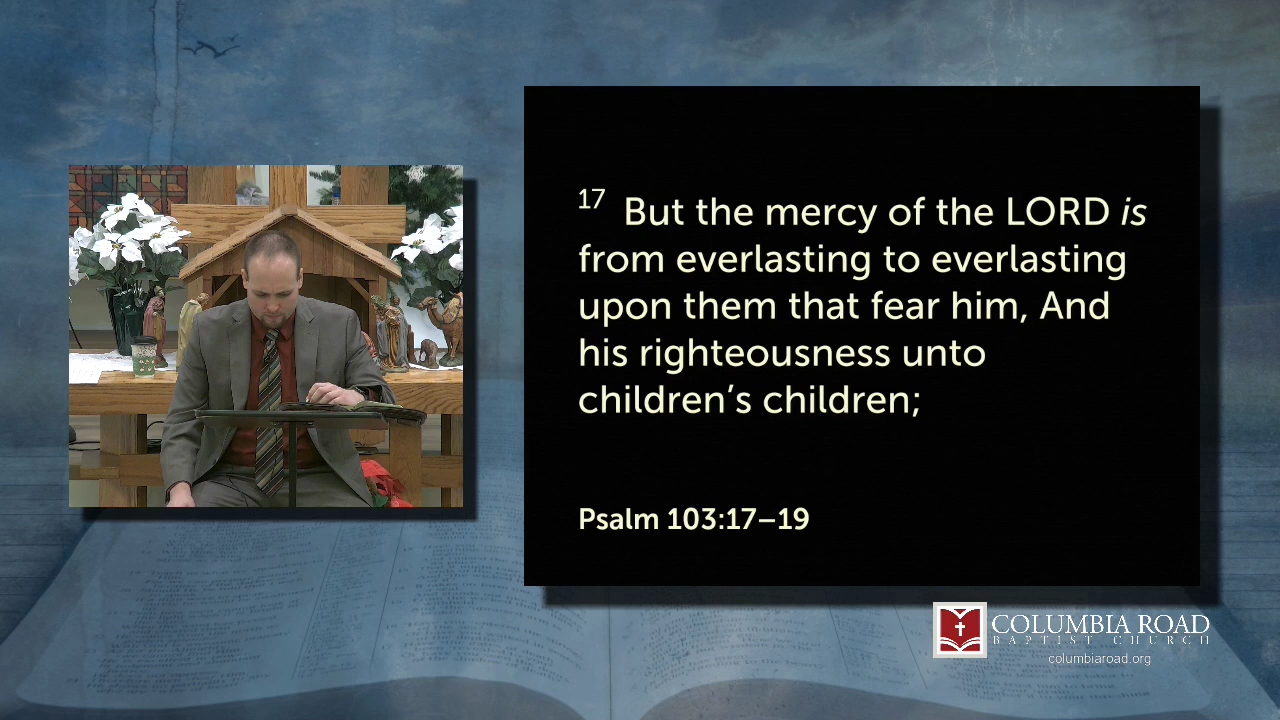 17 But the mercy of the LORD is
from everlasting to everlasting
upon them that fear him, And
his righteousness unto
children’s children;
Psalm 103:17–19
COLUMBIA ROAD
BAPTIST CHURCH
columbiaroad.org